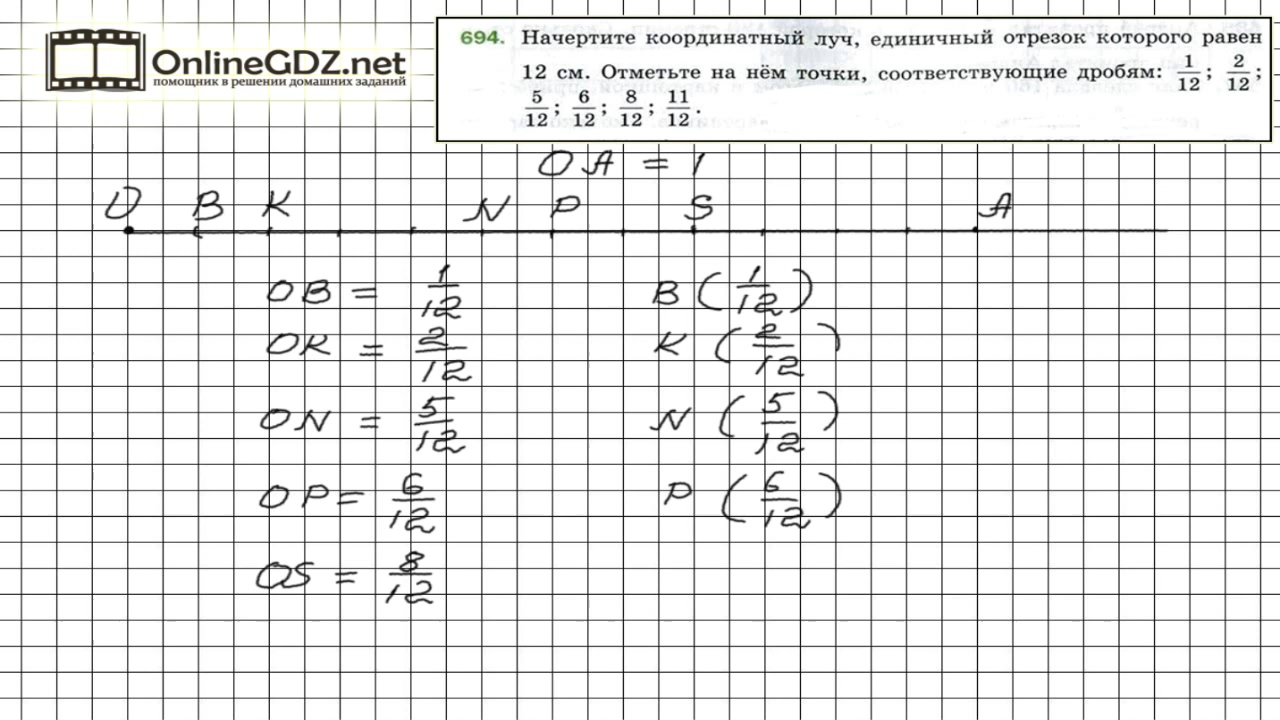 OnlineGDZ.net
помощник в решении домашних заданий
694. Начертите координатный луч, единичный отрезок которого равен
12 см. Отметьте на нём точки, соответствующие дробям: 1/12; 2/12;
5/12; 6/12; 8/12; 11/12.
OA = 1
O B K N P S A
OB = 1/12 B (1/12)
OK = 2/12 K (2/12)
ON = 5/12 N (5/12)
OP = 6/12 P (6/12)
OS = 8/12